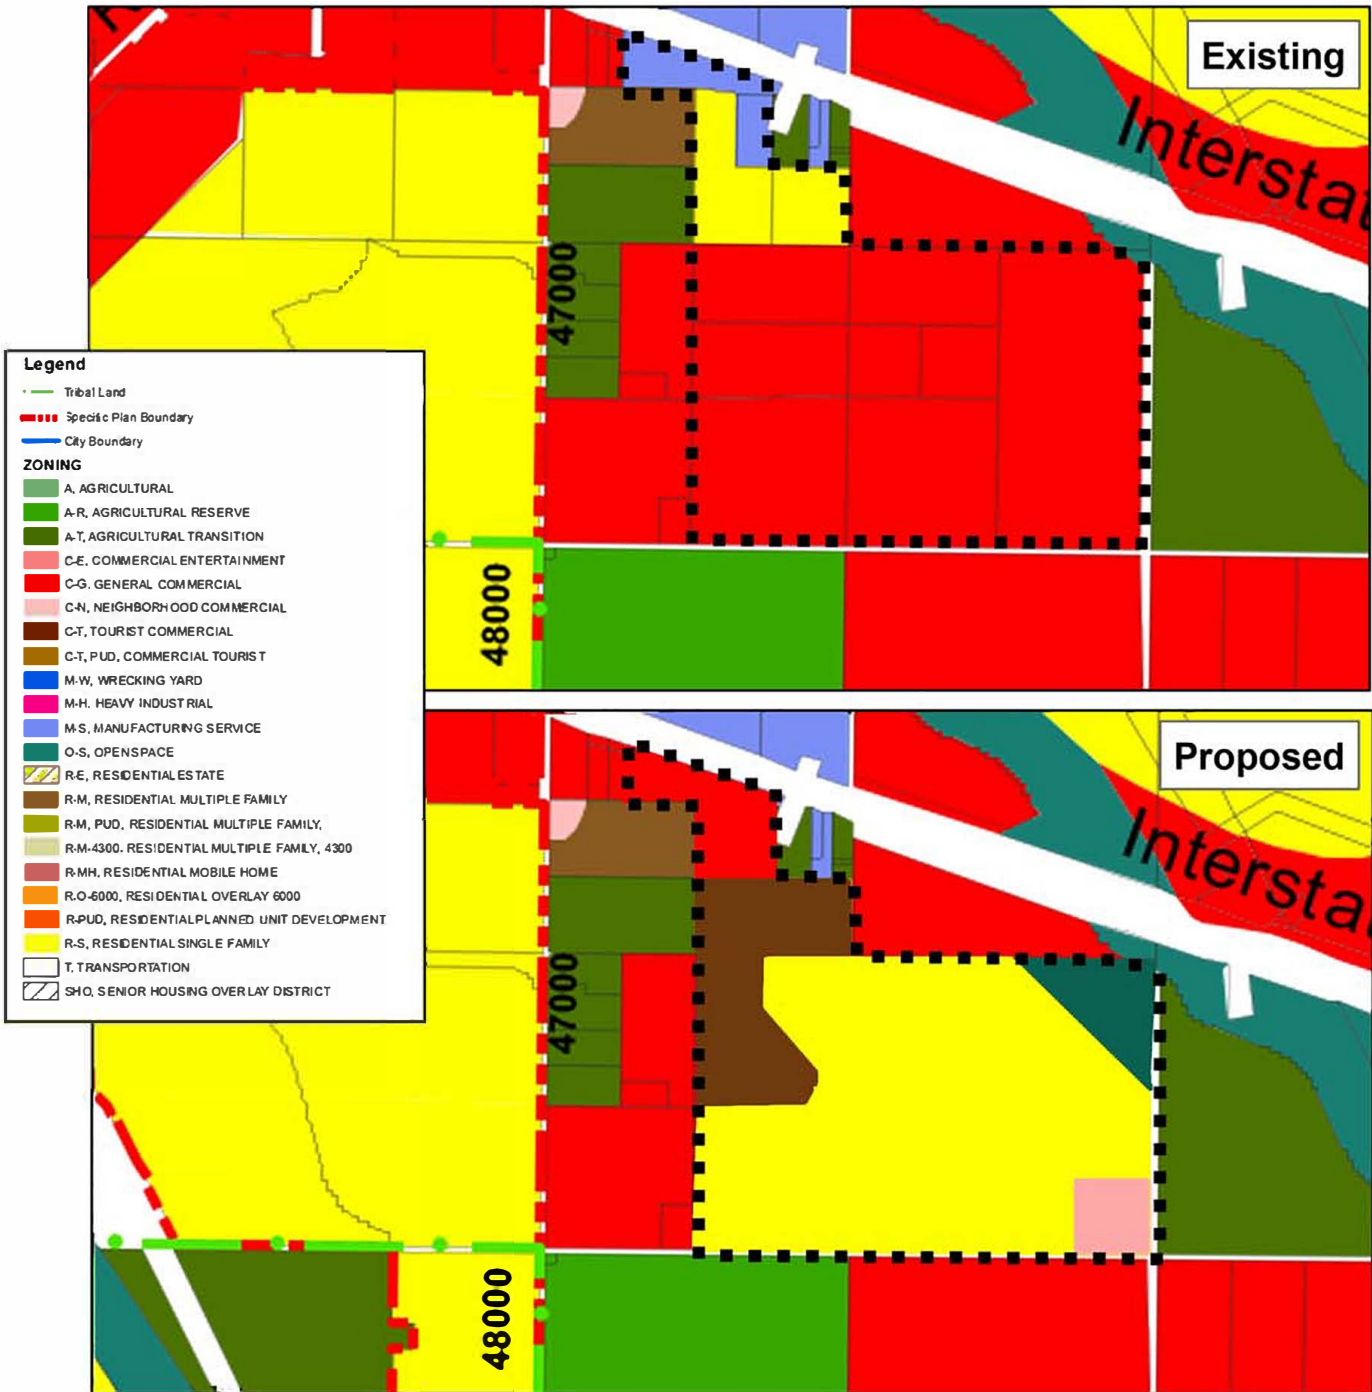 Existing
Interstat
47000
48000
Legend
Tribal Land
Specific Plan Boundary
City Boundary
ZONING
A, AGRICULTURAL
A-R, AGRICULTURAL RESERVE
A-T, AGRICULTURAL TRANSITION
C-E, COMMERCIAL ENTERTAINMENT
C-G. GENERAL COMMERCIAL
C-N, NEIGHBORHOOD COMMERCIAL
C-T, TOURIST COMMERCIAL
C-T, PUD, COMMERCIAL TOURIST
M-W, WRECKING YARD
M-H. HEAVY INDUSTRIAL
M-S, MANUFACTURING SERVICE
O-S, OPEN SPACE
R-E, RESIDENTIAL ESTATE
R-M, RESIDENTIAL MULTIPLE FAMILY
R-M, PUD, RESIDENTIAL MULTIPLE FAMILY,
R-M-4300. RESIDENTIAL MULTIPLE FAMILY, 4300
R-MH, RESIDENTIAL MOBILE HOME
R.O-6000, RESIDENTIAL OVERLAY 6000
R-PUD, RESIDENTIAL PLANNED UNIT DEVELOPMENT
R-S, RESIDENTIAL SINGLE FAMILY
T, TRANSPORTATION
SHO, SENIOR HOUSING OVERLAY DISTRICT
Proposed
Interstat
47000
48000